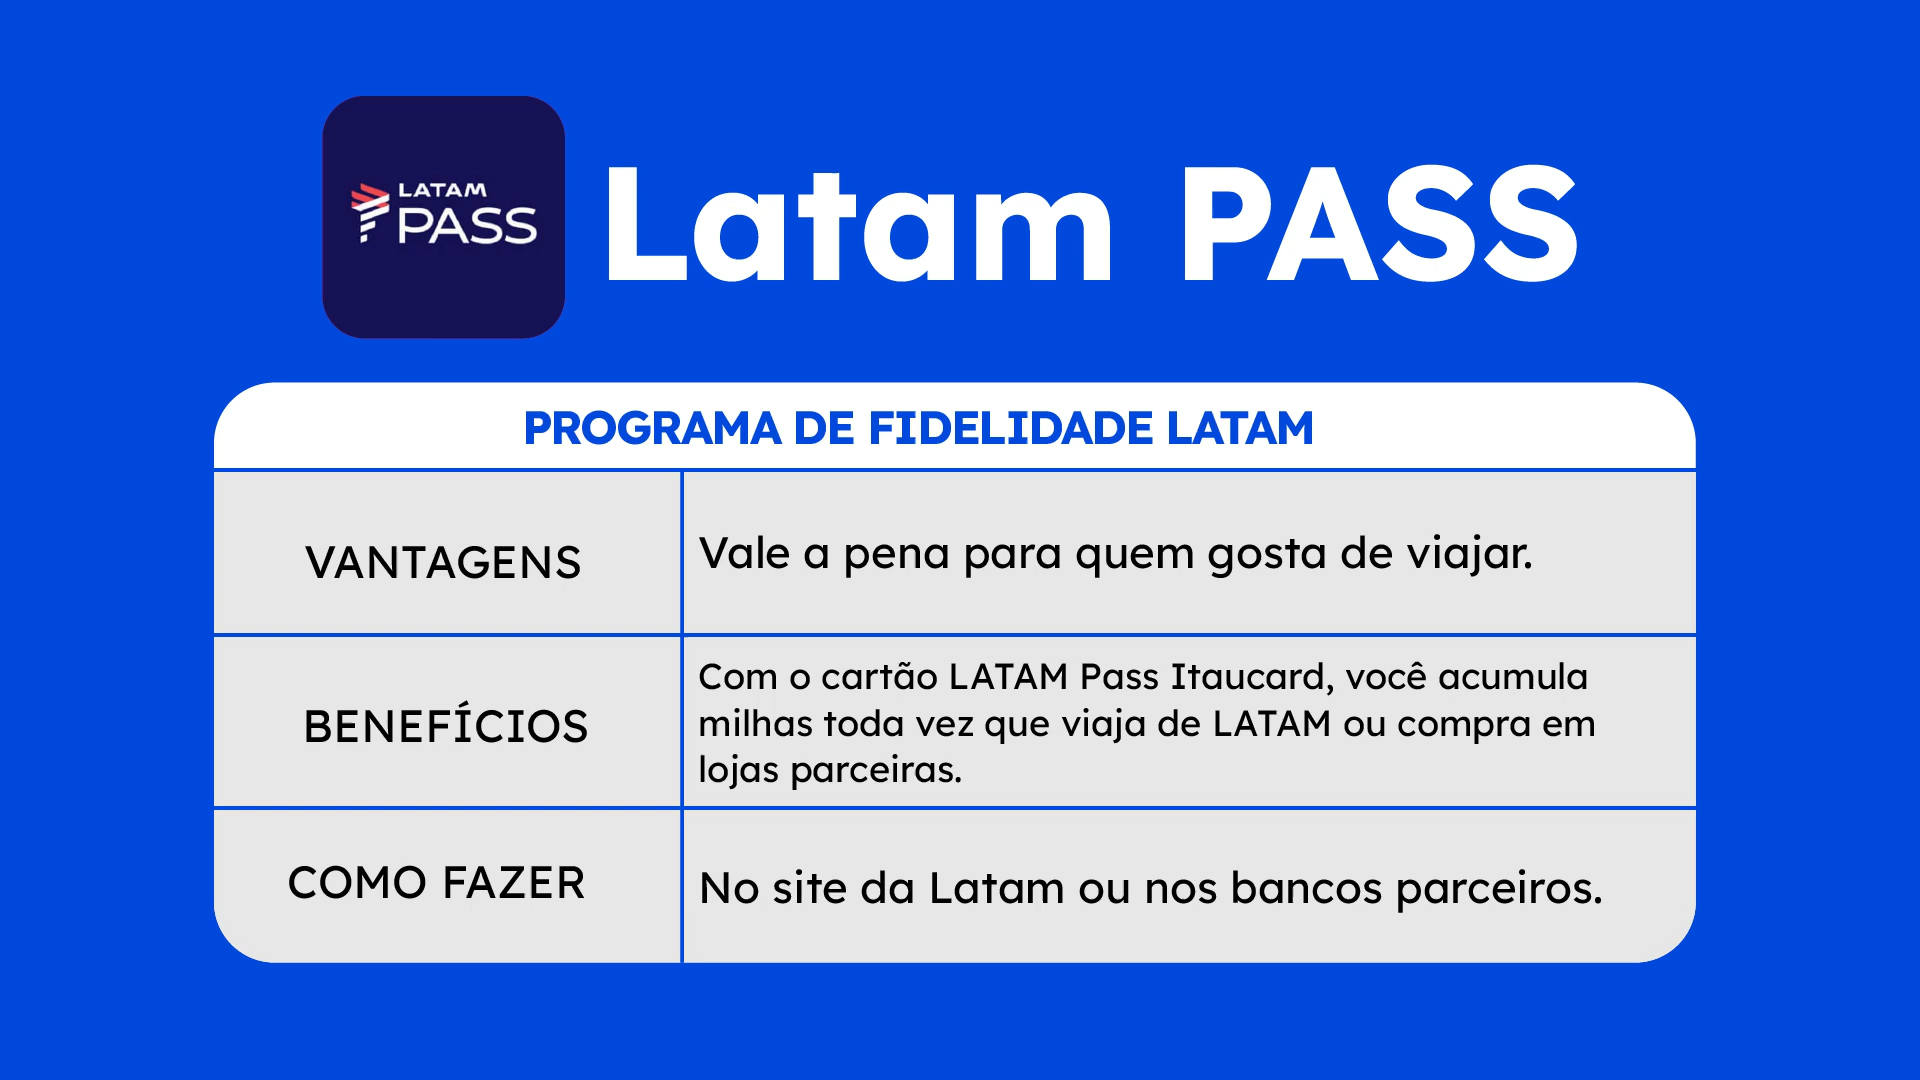 LATAM
PASS
Latam PASS
PROGRAMA DE FIDELIDADE LATAM
VANTAGENS
Vale a pena para quem gosta de viajar.
BENEFÍCIOS
Com o cartão LATAM Pass Itaucard, você acumula
milhas toda vez que viaja de LATAM ou compra em
lojas parceiras.
COMO FAZER
No site da Latam ou nos bancos parceiros.